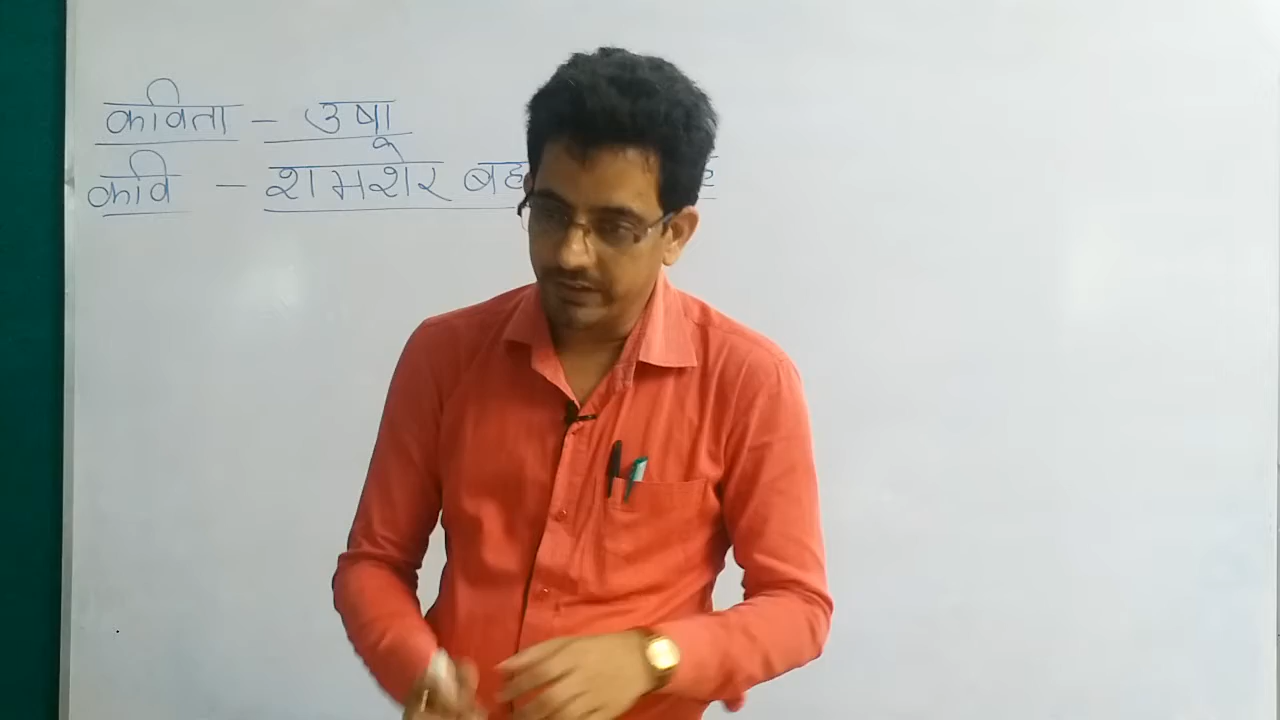 कविता - उषा
कवि - शमशेर